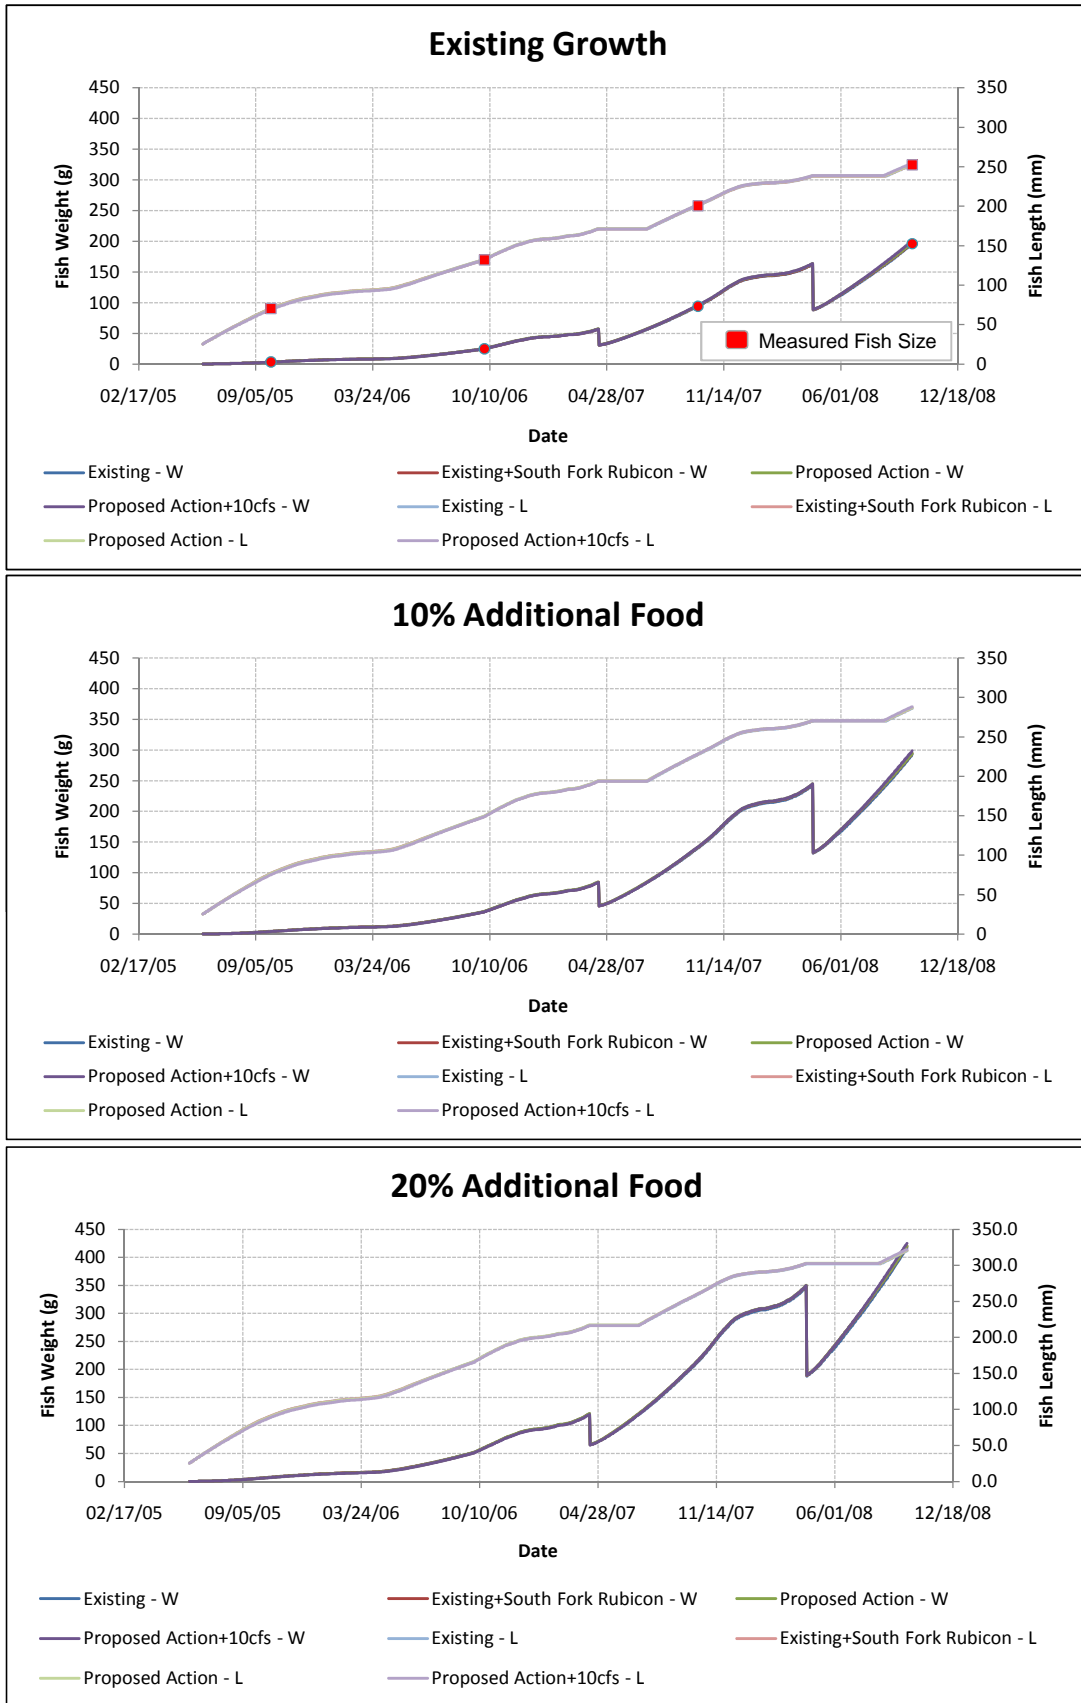 Existing Growth
450
400
350
300
250
200
150
100
50
0
Fish Weight (g)
350
300
250
200
150
100
50
0
Fish Length (mm)
Measured Fish Size
02/17/05 09/05/05 03/24/06 10/10/06 04/28/07 11/14/07 06/01/08 12/18/08
Date
Existing - W Existing+South Fork Rubicon - W Proposed Action - W
Proposed Action+10cfs - W Existing - L Existing+South Fork Rubicon - L
Proposed Action - L Proposed Action+10cfs - L
10% Additional Food
450
400
350
300
250
200
150
100
50
0
Fish Weight (g)
350
300
250
200
150
100
50
0
Fish Length (mm)
02/17/05 09/05/05 03/24/06 10/10/06 04/28/07 11/14/07 06/01/08 12/18/08
Date
Existing - W Existing+South Fork Rubicon - W Proposed Action - W
Proposed Action+10cfs - W Existing - L Existing+South Fork Rubicon - L
Proposed Action - L Proposed Action+10cfs - L
20% Additional Food
450
400
350
300
250
200
150
100
50
0
Fish Weight (g)
350.0
300.0
250.0
200.0
150.0
100.0
50.0
0.0
Fish Length (mm)
02/17/05 09/05/05 03/24/06 10/10/06 04/28/07 11/14/07 06/01/08 12/18/08
Date
Existing - W Existing+South Fork Rubicon - W Proposed Action - W
Proposed Action+10cfs - W Existing - L Existing+South Fork Rubicon - L
Proposed Action - L Proposed Action+10cfs - L